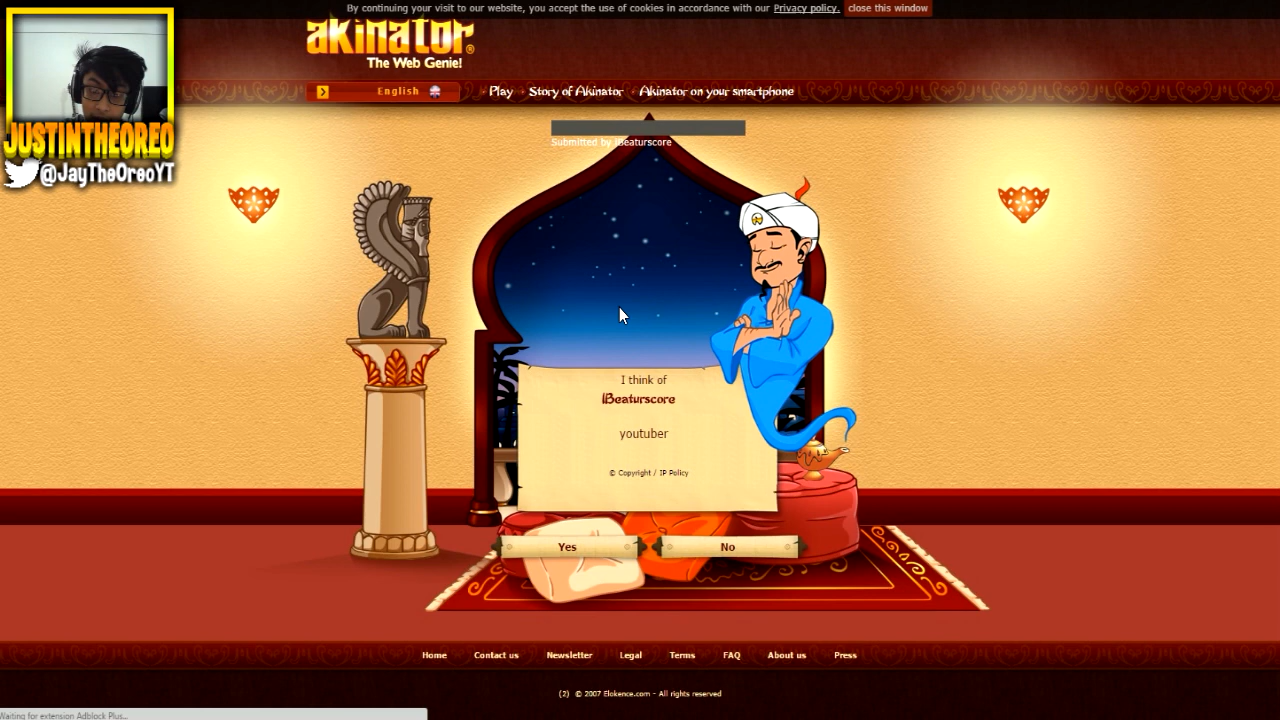 By continuing your visit to our website, you accept the use of cookies in accordance with our Privacy policy. close this window
akinator®
The Web Genie!
English
Play · Story of Akinator · Akinator on your smartphone
Submitted by iBeaturscore
JUSTINTHEOREO
@JayTheOreoYT
I think of
iBeaturscore
youtuber
© Copyright / IP Policy
Yes
No
Home Contact us Newsletter Legal Terms FAQ About us Press
(2) © 2007 Elokence.com - All rights reserved
Waiting for extension Adblock Plus...